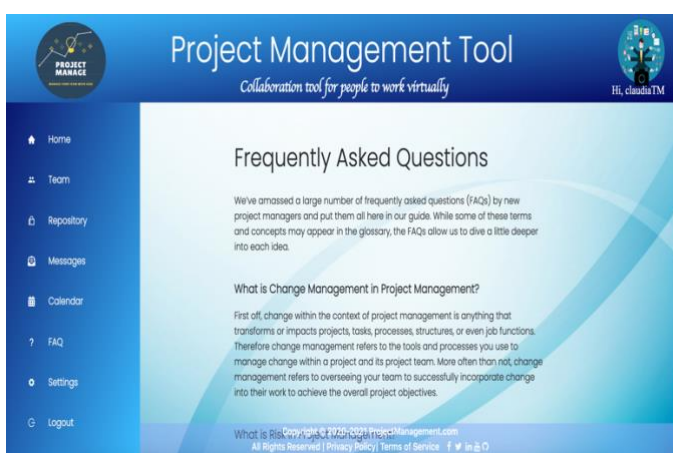 PROJECT
MANAGE
Project Management Tool
Collaboration tool for people to work virtually
Hi, claudiaTM
Home
Team
Repository
Messages
Calendar
FAQ
Settings
Logout
Frequently Asked Questions
We've amassed a large number of frequently asked questions (FAQs) by new
project managers and put them all here in our guide. While some of these terms
and concepts may appear in the glossary, the FAQs allow us to dive a little deeper
into each idea.
What is Change Management in Project Management?
First off, change within the context of project management is anything that
transforms or impacts projects, tasks, processes, structures, or even job functions.
Therefore change management refers to the tools and processes you use to
manage change within a project and its project team. More often than not, change
management refers to overseeing your team to successfully incorporate change
into their work to achieve the overall project objectives.
What is Risk in Project Management?
Copyright © 2020-2021 ProjectManagement.com
All Rights Reserved | Privacy Policy| Terms of Service